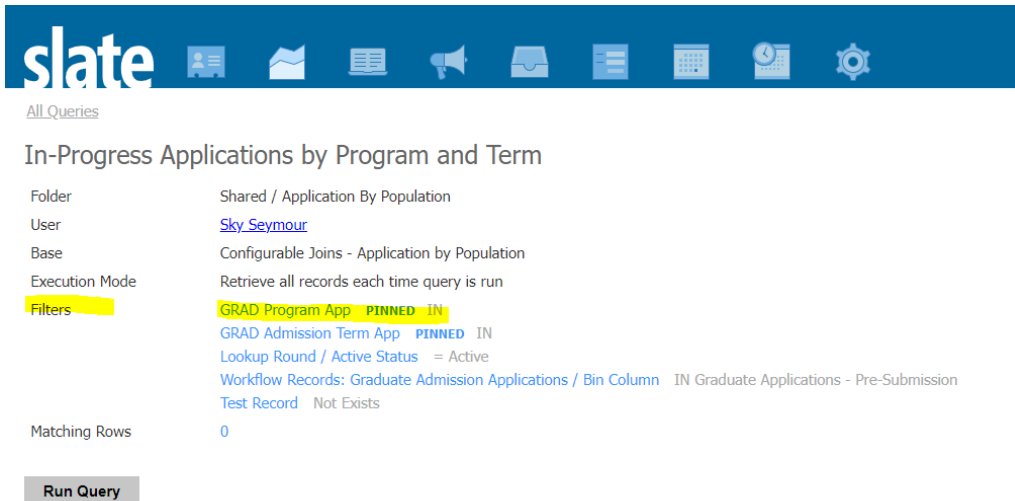 slate
All Queries
In-Progress Applications by Program and Term
Folder Shared / Application By Population
User Sky Seymour
Base Configurable Joins - Application by Population
Execution Mode Retrieve all records each time query is run
Filters GRAD Program App PINNED IN
GRAD Admission Term App PINNED IN
Lookup Round / Active Status = Active
Workflow Records: Graduate Admission Applications / Bin Column IN Graduate Applications - Pre-Submission
Test Record Not Exists
Matching Rows 0
Run Query